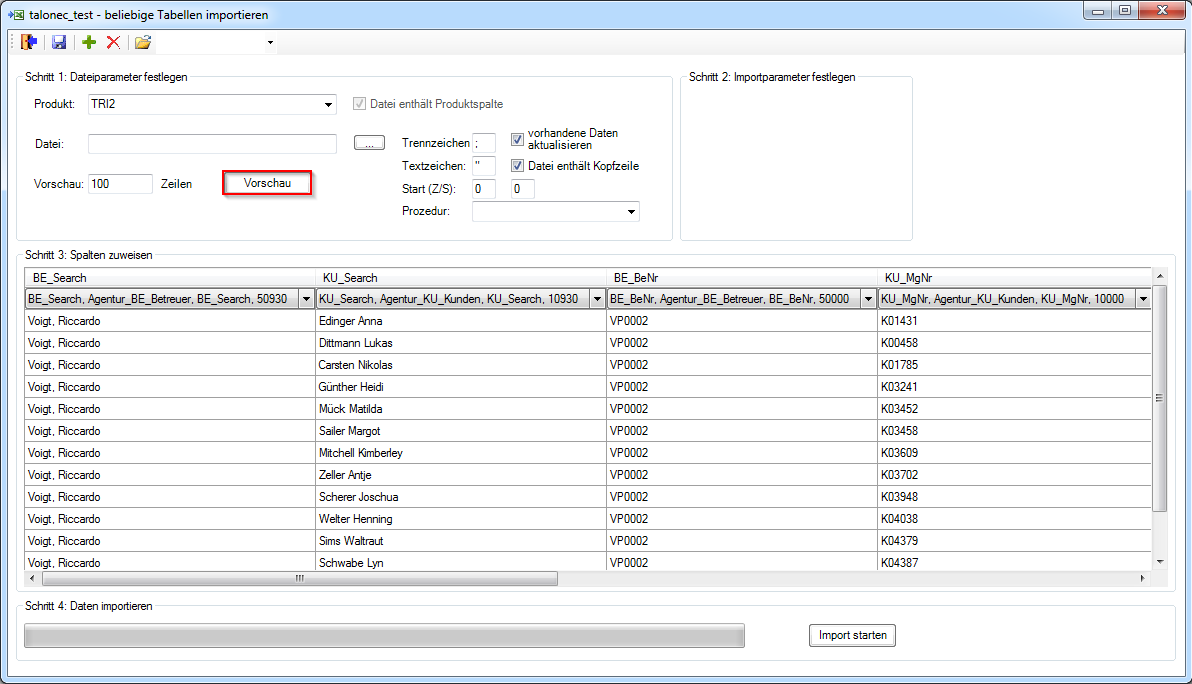 talonec_test - beliebige Tabellen importieren
Schritt 1: Dateiparameter festlegen
Schritt 2: Importparameter festlegen
Produkt: TRI2 Datei enthält Produktspalte
Datei: ... Trennzeichen ; vorhandene Daten aktualisieren
Textzeichen: " Datei enthält Kopfzeile
Vorschau: 100 Zeilen Vorschau Start (Z/S): 0 0
Prozedur:
Schritt 3: Spalten zuweisen
BE_Search KU_Search BE_BeNr KU_MgNr
BE_Search, Agentur_BE_Betreuer, BE_Search, 50930 KU_Search, Agentur_KU_Kunden, KU_Search, 10930 BE_BeNr, Agentur_BE_Betreuer, BE_BeNr, 50000 KU_MgNr, Agentur_KU_Kunden, KU_MgNr, 10000
Voigt, Riccardo Edinger Anna VP0002 K01431
Voigt, Riccardo Dittmann Lukas VP0002 K00458
Voigt, Riccardo Carsten Nikolas VP0002 K01785
Voigt, Riccardo Günther Heidi VP0002 K03241
Voigt, Riccardo Mück Matilda VP0002 K03452
Voigt, Riccardo Sailer Margot VP0002 K03458
Voigt, Riccardo Mitchell Kimberley VP0002 K03609
Voigt, Riccardo Zeller Antje VP0002 K03702
Voigt, Riccardo Scherer Joschua VP0002 K03948
Voigt, Riccardo Welter Henning VP0002 K04038
Voigt, Riccardo Sims Waltraut VP0002 K04379
Voigt, Riccardo Schwabe Lyn VP0002 K04387
Schritt 4: Daten importieren
Import starten